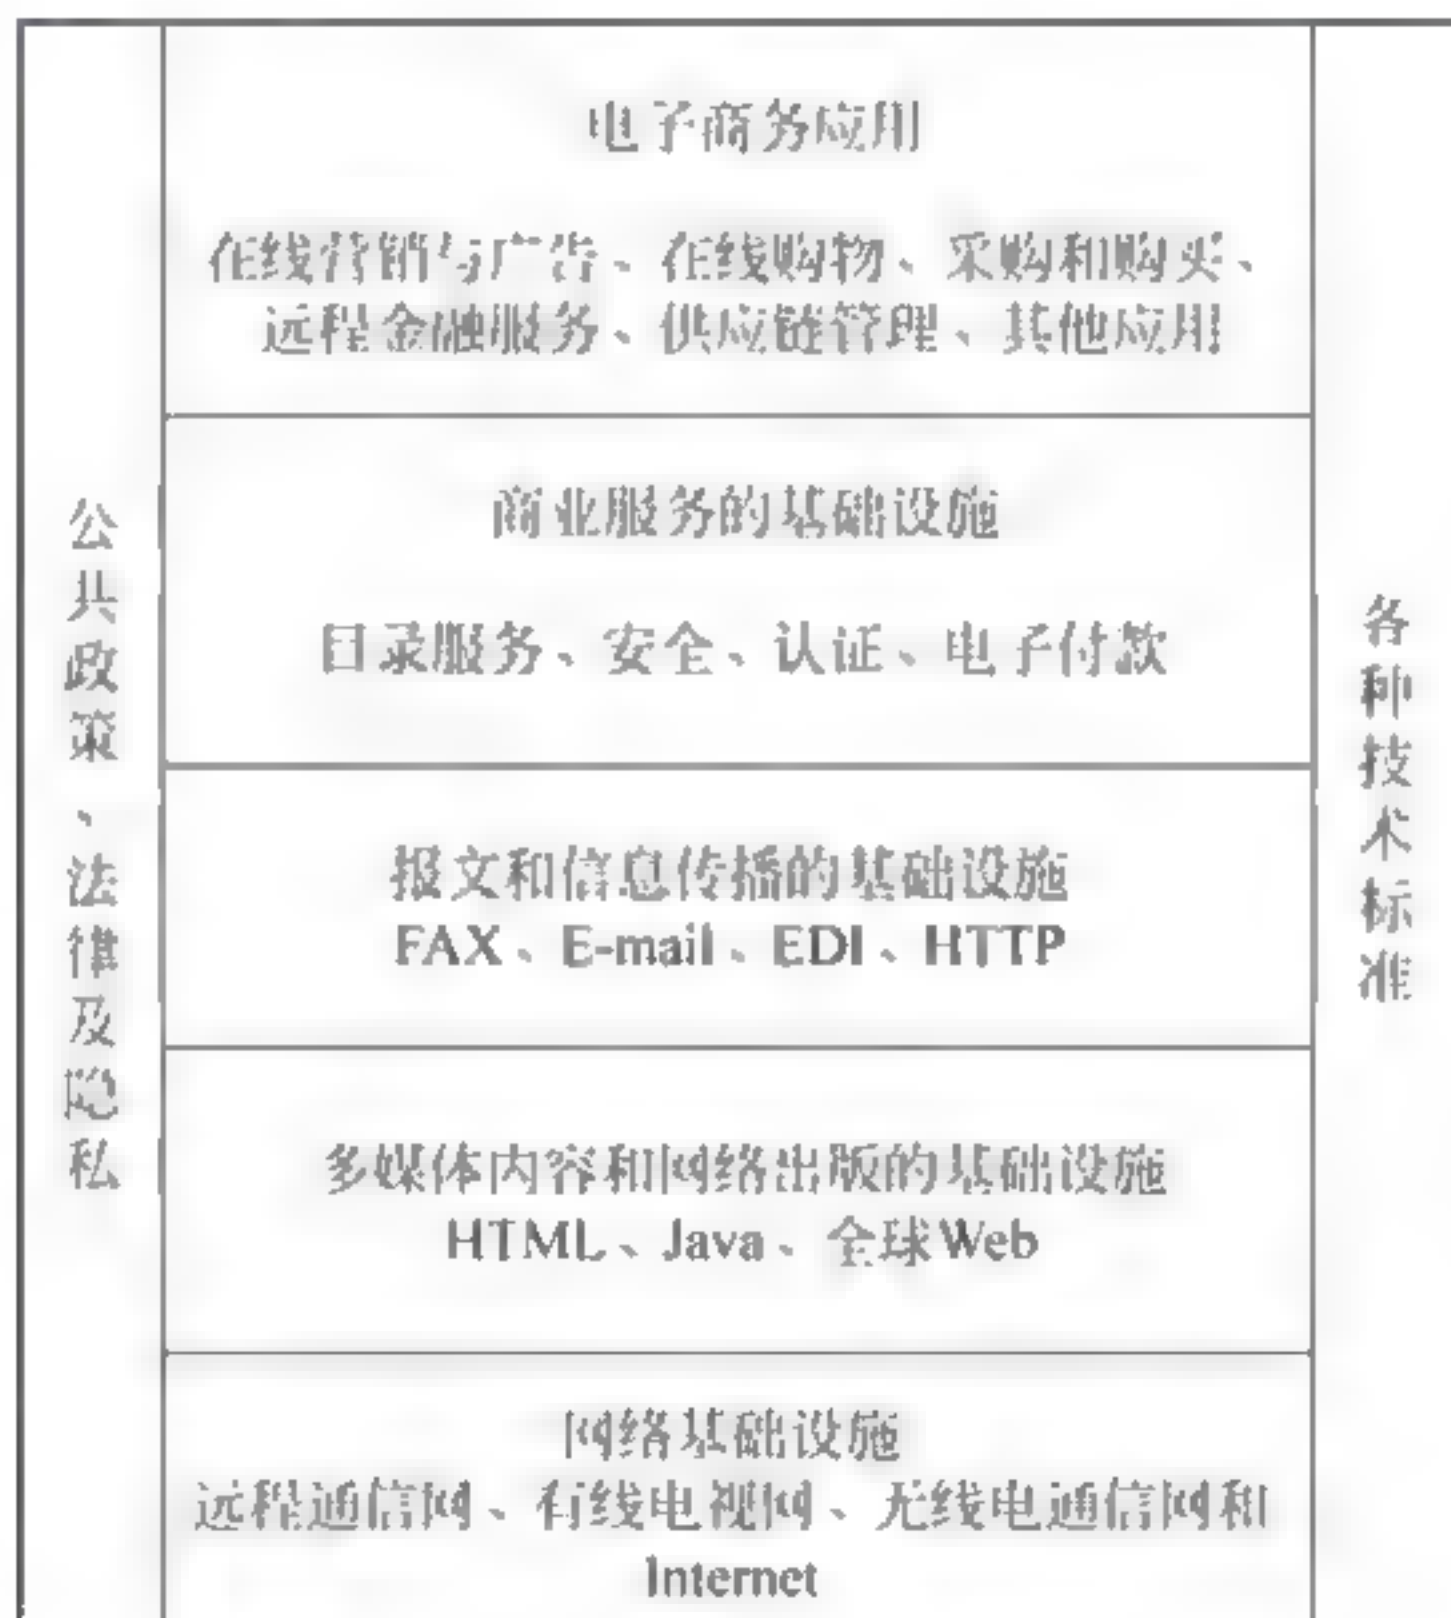 电子商务应用
在线营销与广告、在线购物、采购和购买、
远程金融服务、供应链管理、其他应用
商业服务的基础设施
目录服务、安全、认证、电子付款
报文和信息传播的基础设施
FAX、E-mail、EDI、HTTP
多媒体内容和网络出版的基础设施
HTML、Java、全球Web
网络基础设施
远程通信网、有线电视网、无线电通信网和
Internet
公共政策、法律及隐私
各种技术标准